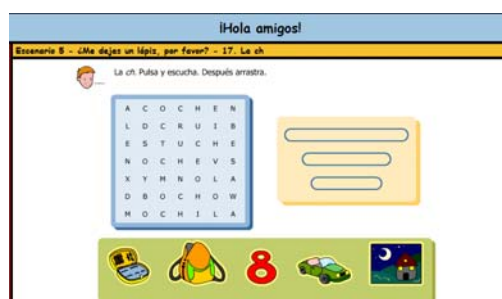 ¡Hola amigos!
Escenario 5 - ¿Me dejas un lápiz, por favor? - 17. La ch
La ch. Pulsa y escucha. Después arrastra.
A C O C H E N
L D C R U I B
E S T U C H E
N O C H E V S
X Y M N O L A
D B O C H O W
M O C H I L A
8